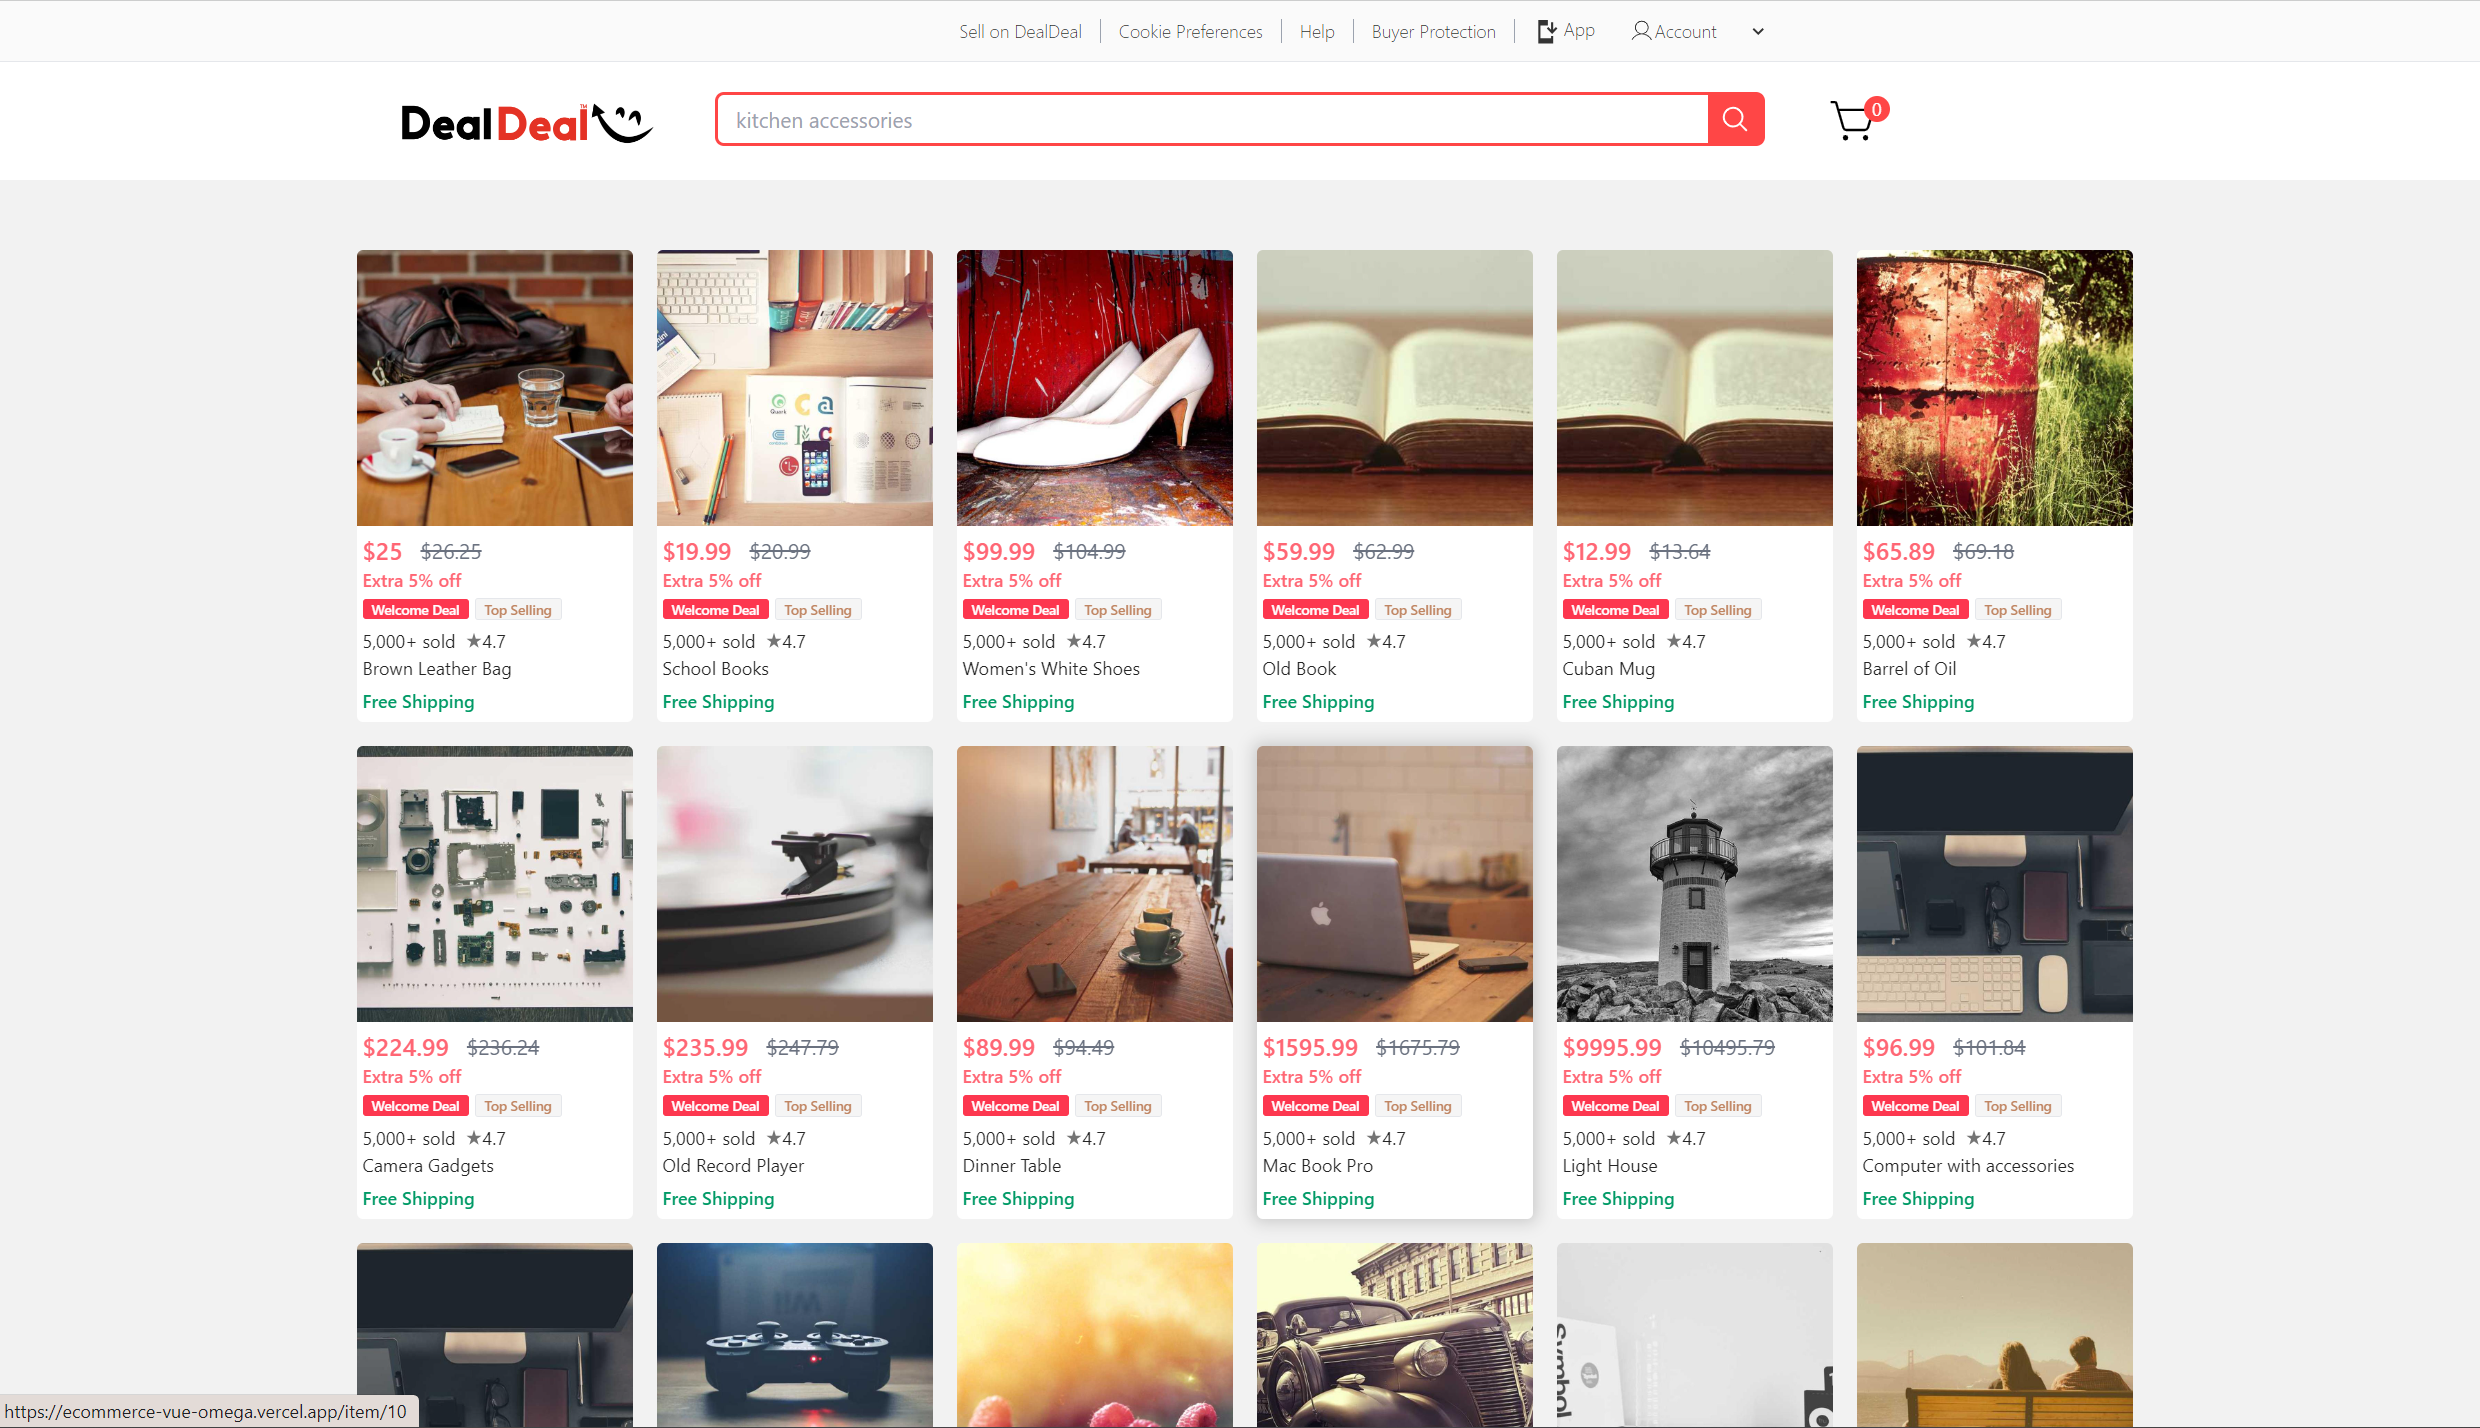 Sell on DealDeal
Cookie Preferences
Help
Buyer Protection
App
Account
DealDeal™
kitchen accessories
0
$25 $26.25
Extra 5% off
Welcome Deal Top Selling
5,000+ sold ★4.7
Brown Leather Bag
Free Shipping
$19.99 $20.99
Extra 5% off
Welcome Deal Top Selling
5,000+ sold ★4.7
School Books
Free Shipping
$99.99 $104.99
Extra 5% off
Welcome Deal Top Selling
5,000+ sold ★4.7
Women's White Shoes
Free Shipping
$59.99 $62.99
Extra 5% off
Welcome Deal Top Selling
5,000+ sold ★4.7
Old Book
Free Shipping
$12.99 $13.64
Extra 5% off
Welcome Deal Top Selling
5,000+ sold ★4.7
Cuban Mug
Free Shipping
$65.89 $69.18
Extra 5% off
Welcome Deal Top Selling
5,000+ sold ★4.7
Barrel of Oil
Free Shipping
$224.99 $236.24
Extra 5% off
Welcome Deal Top Selling
5,000+ sold ★4.7
Camera Gadgets
Free Shipping
$235.99 $247.79
Extra 5% off
Welcome Deal Top Selling
5,000+ sold ★4.7
Old Record Player
Free Shipping
$89.99 $94.49
Extra 5% off
Welcome Deal Top Selling
5,000+ sold ★4.7
Dinner Table
Free Shipping
$1595.99 $1675.79
Extra 5% off
Welcome Deal Top Selling
5,000+ sold ★4.7
Mac Book Pro
Free Shipping
$9995.99 $10495.79
Extra 5% off
Welcome Deal Top Selling
5,000+ sold ★4.7
Light House
Free Shipping
$96.99 $101.84
Extra 5% off
Welcome Deal Top Selling
5,000+ sold ★4.7
Computer with accessories
Free Shipping
Symbol
https://ecommerce-vue-omega.vercel.app/item/10